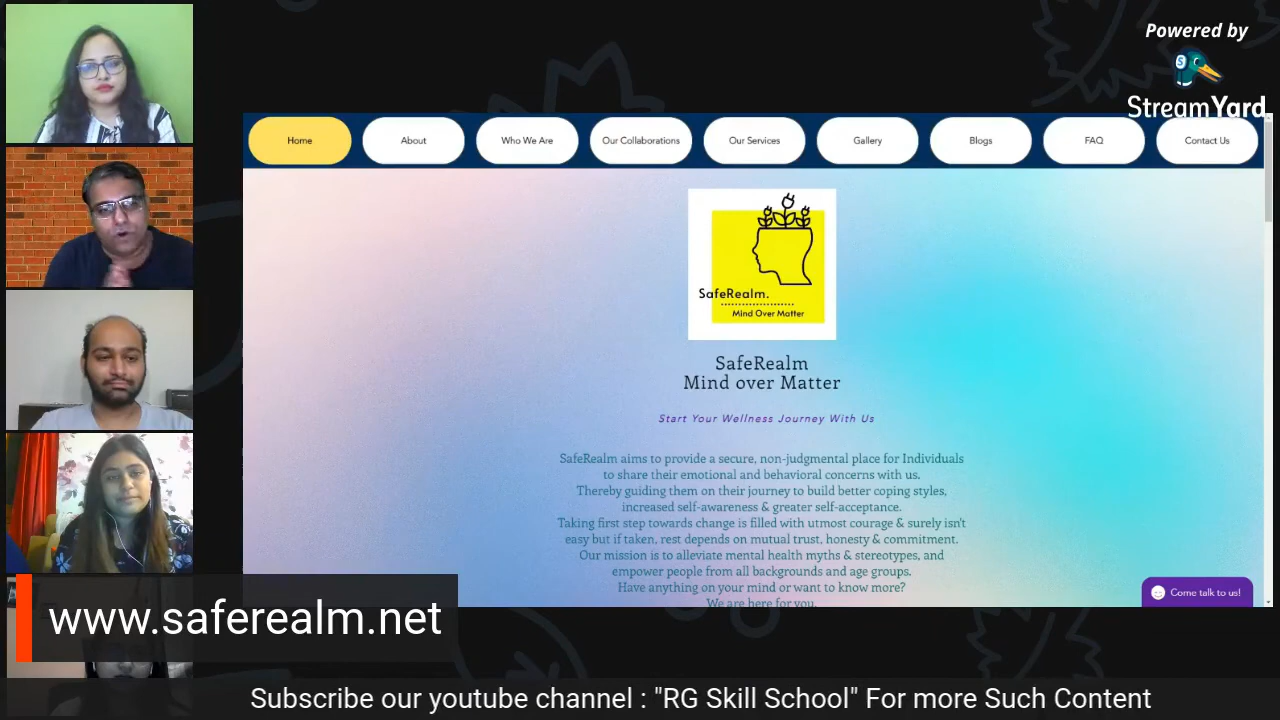 Powered by
StreamYard
Home
About
Who We Are
Our Collaborations
Our Services
Gallery
Blogs
FAQ
Contact Us
SafeRealm.
Mind Over Matter
SafeRealm
Mind over Matter
Start Your Wellness Journey With Us
SafeRealm aims to provide a secure, non-judgmental place for Individuals
to share their emotional and behavioral concerns with us.
Thereby guiding them on their journey to build better coping styles,
increased self-awareness & greater self-acceptance.
Taking first step towards change is filled with utmost courage & surely isn't
easy but if taken, rest depends on mutual trust, honesty & commitment.
Our mission is to alleviate mental health myths & stereotypes, and
empower people from all backgrounds and age groups.
Have anything on your mind or want to know more?
We are here for you.
Come talk to us!
www.saferealm.net
Subscribe our youtube channel : "RG Skill School" For more Such Content